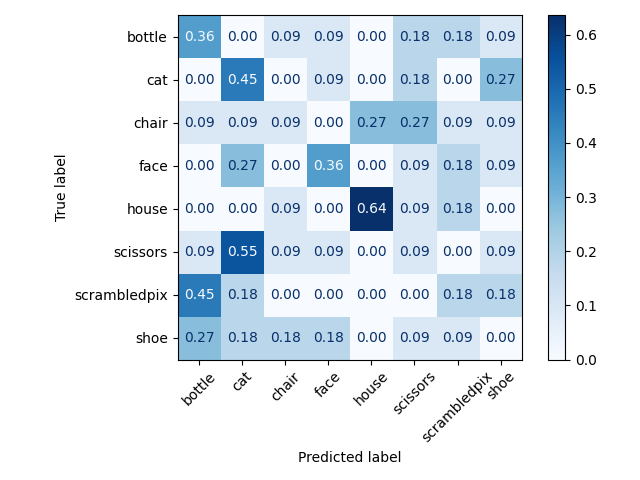 bottle 0.36 0.00 0.09 0.09 0.00 0.18 0.18 0.09
cat 0.00 0.45 0.00 0.09 0.00 0.18 0.00 0.27
chair 0.09 0.09 0.09 0.00 0.27 0.27 0.09 0.09
face 0.00 0.27 0.00 0.36 0.00 0.09 0.18 0.09
house 0.00 0.00 0.09 0.00 0.64 0.09 0.18 0.00
scissors 0.09 0.55 0.09 0.09 0.00 0.09 0.00 0.09
scrambledpix 0.45 0.18 0.00 0.00 0.00 0.00 0.18 0.18
shoe 0.27 0.18 0.18 0.18 0.00 0.09 0.09 0.00
bottle cat chair face house scissors scrambledpix shoe
Predicted label
True label
0.6
0.5
0.4
0.3
0.2
0.1
0.0